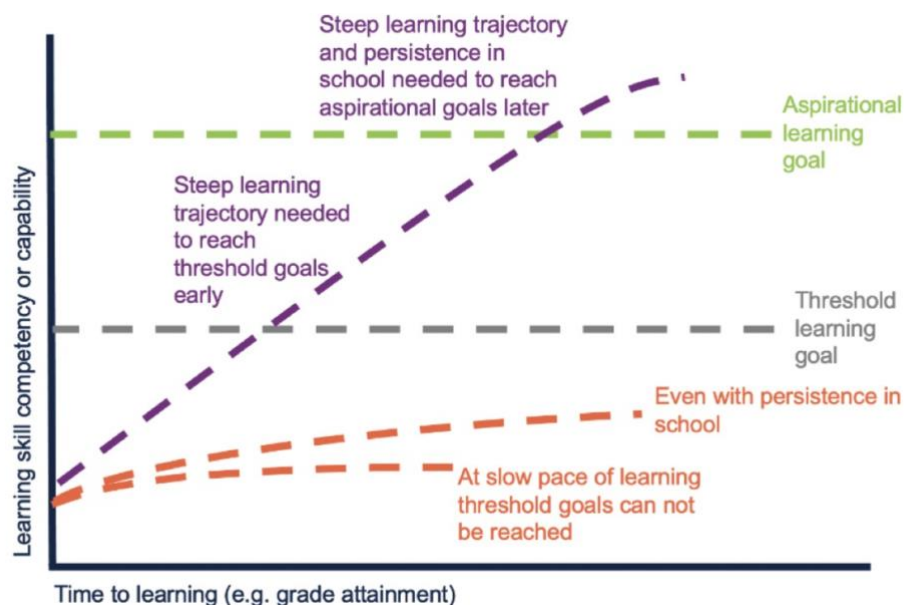 Steep learning trajectory
and persistence in
school needed to reach
aspirational goals later
Aspirational
learning
goal
Steep learning
trajectory needed
to reach
threshold goals
early
Threshold
learning
goal
Even with persistence in
school
At slow pace of learning
threshold goals can not
be reached
Learning skill competency or capability
Time to learning (e.g. grade attainment)